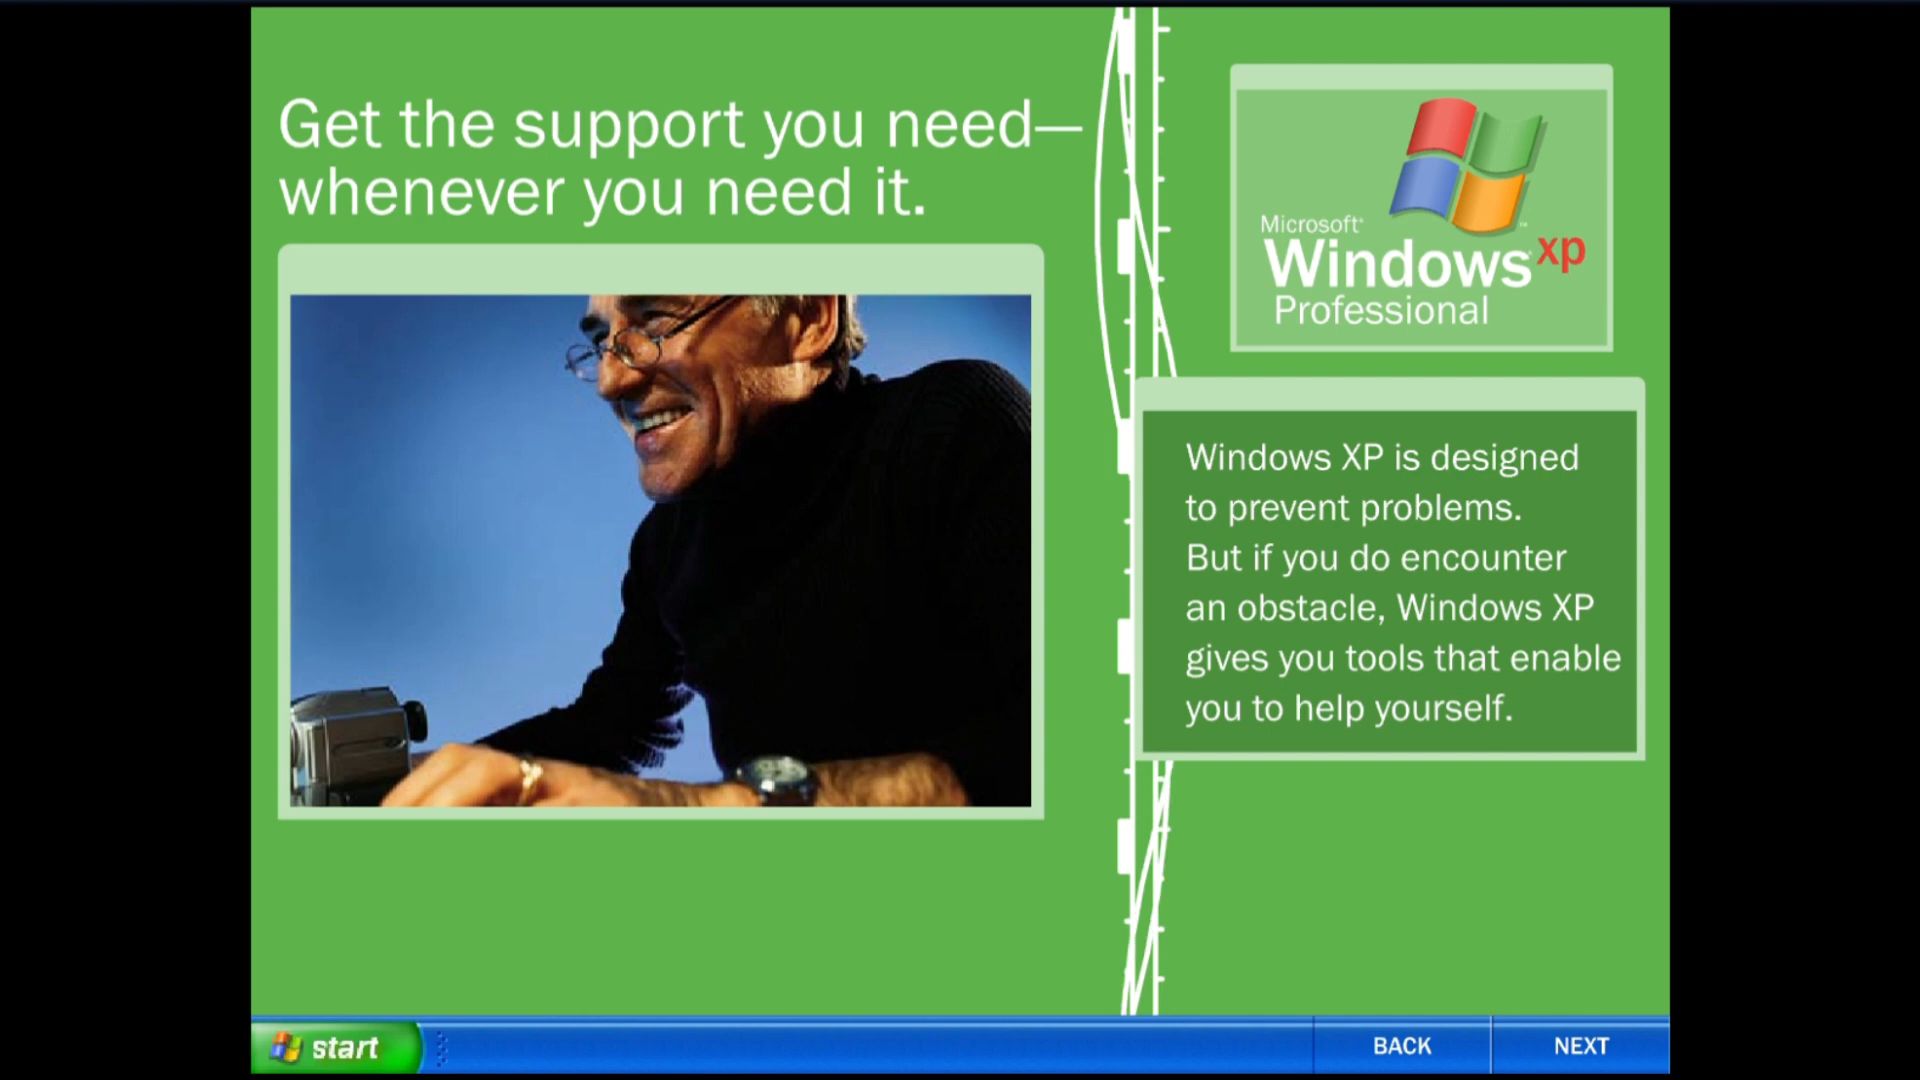 Get the support you need—
whenever you need it.
Microsoft®
Windows xp
Professional
Windows XP is designed
to prevent problems.
But if you do encounter
an obstacle, Windows XP
gives you tools that enable
you to help yourself.
start
BACK
NEXT